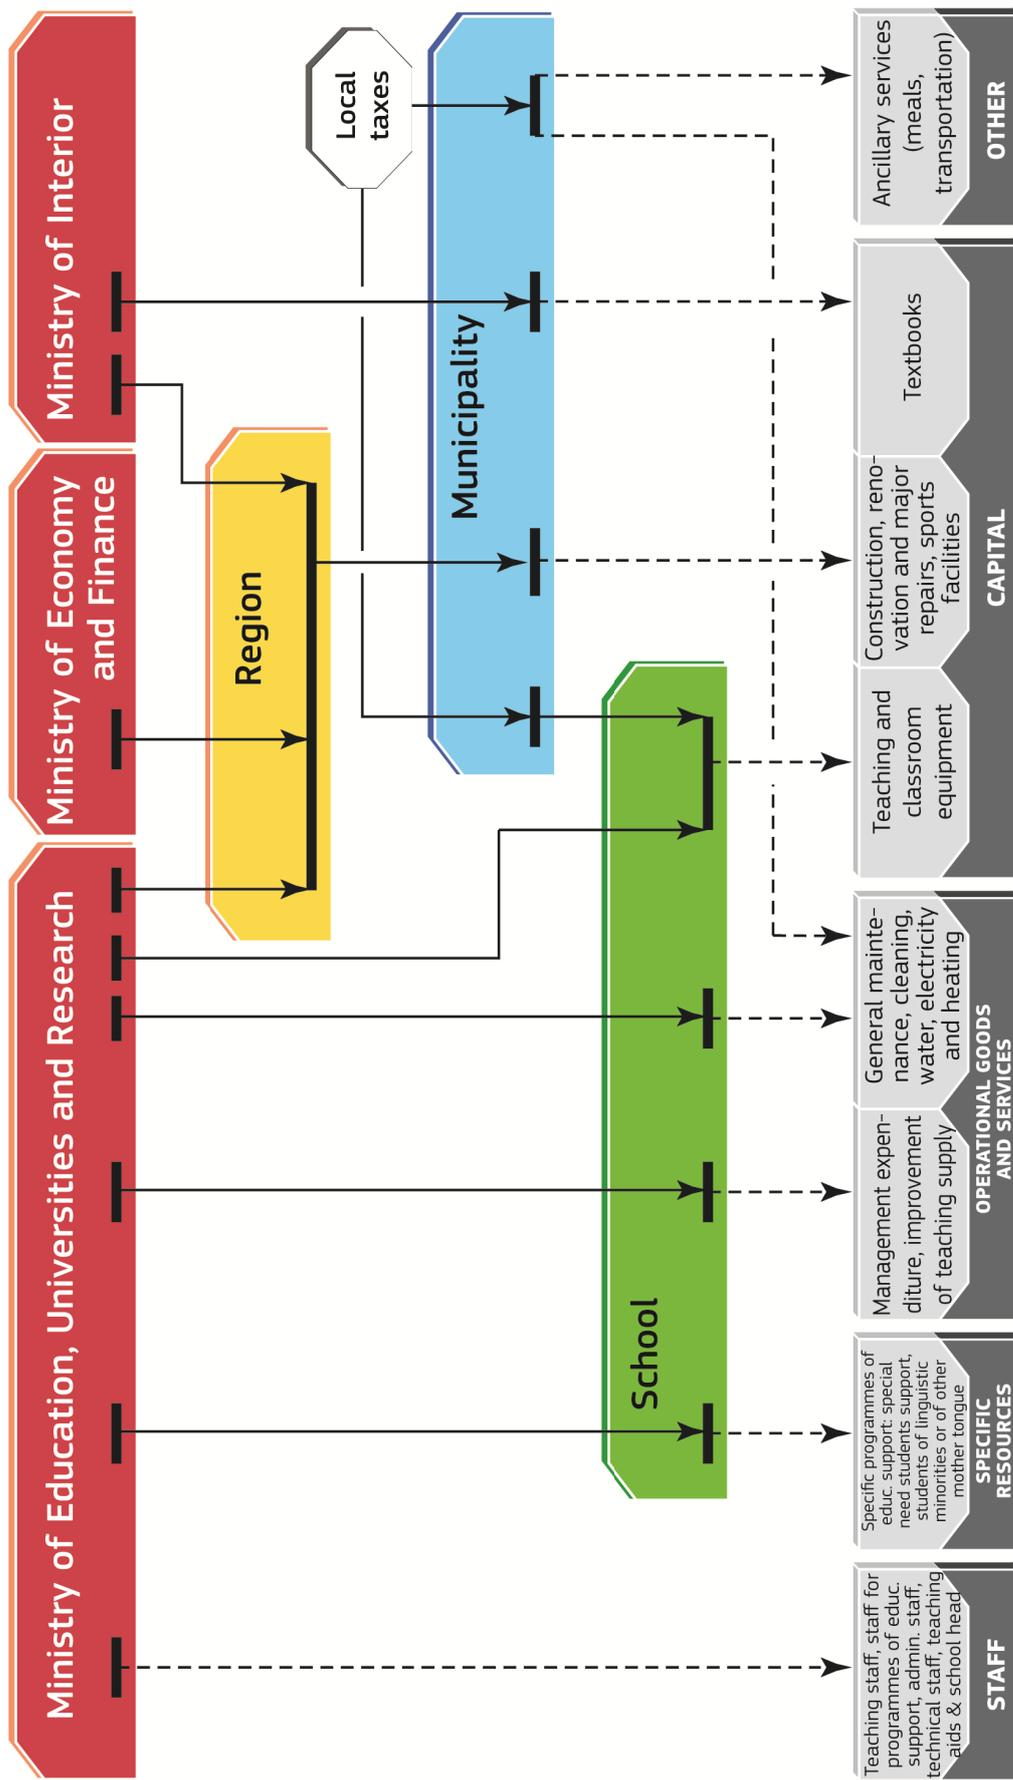 Ministry of Education, Universities and Research
Ministry of Economy
and Finance
Ministry of Interior
Region
Local
taxes
Municipality
School
Teaching staff, staff for
programmes of educ.
support, admin. staff,
technical staff, teaching
aids & school head
STAFF
Specific programmes of
educ. support: special
need students support,
students of linguistic
minorities or of other
mother tongue
SPECIFIC
RESOURCES
Management expen-
diture, improvement
of teaching supply
General mainte-
nance, cleaning,
water, electricity
and heating
OPERATIONAL GOODS
AND SERVICES
Teaching and
classroom
equipment
Construction, reno-
vation and major
repairs, sports
facilities
Textbooks
CAPITAL
Ancillary services
(meals,
transportation)
OTHER